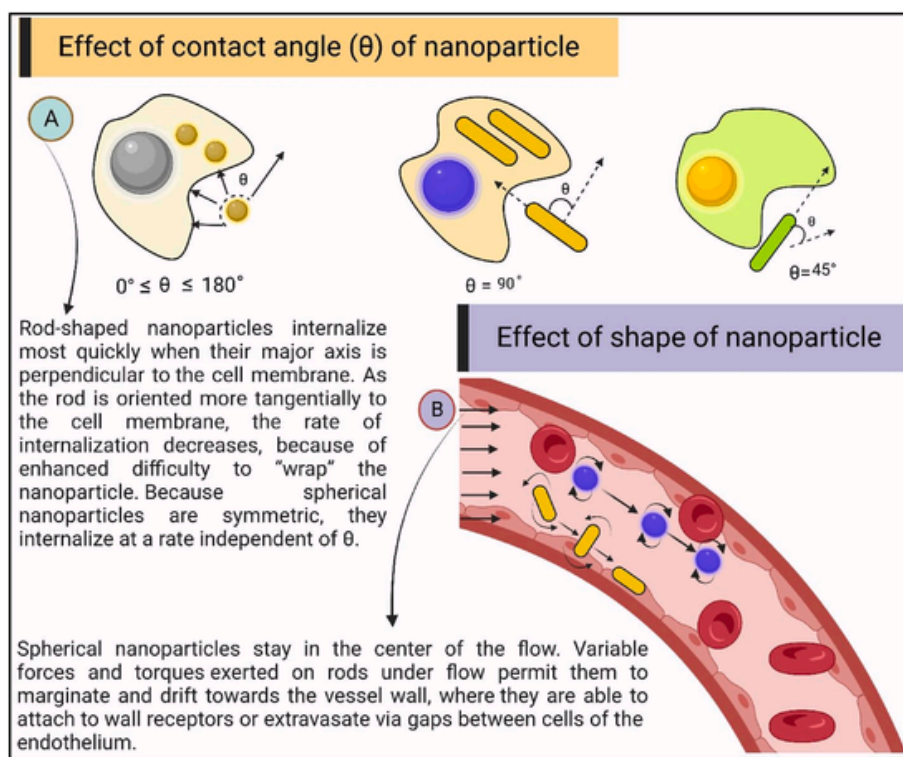 Effect of contact angle (θ) of nanoparticle
A
θ
θ
θ
0° ≤ θ ≤ 180°
θ = 90°
θ=45°
Rod-shaped nanoparticles internalize
most quickly when their major axis is
perpendicular to the cell membrane. As
the rod is oriented more tangentially to
the cell membrane, the rate of
internalization decreases, because of
enhanced difficulty to “wrap” the
nanoparticle. Because spherical
nanoparticles are symmetric, they
internalize at a rate independent of θ.
Effect of shape of nanoparticle
B
Spherical nanoparticles stay in the center of the flow. Variable
forces and torques exerted on rods under flow permit them to
marginate and drift towards the vessel wall, where they are able to
attach to wall receptors or extravasate via gaps between cells of the
endothelium.